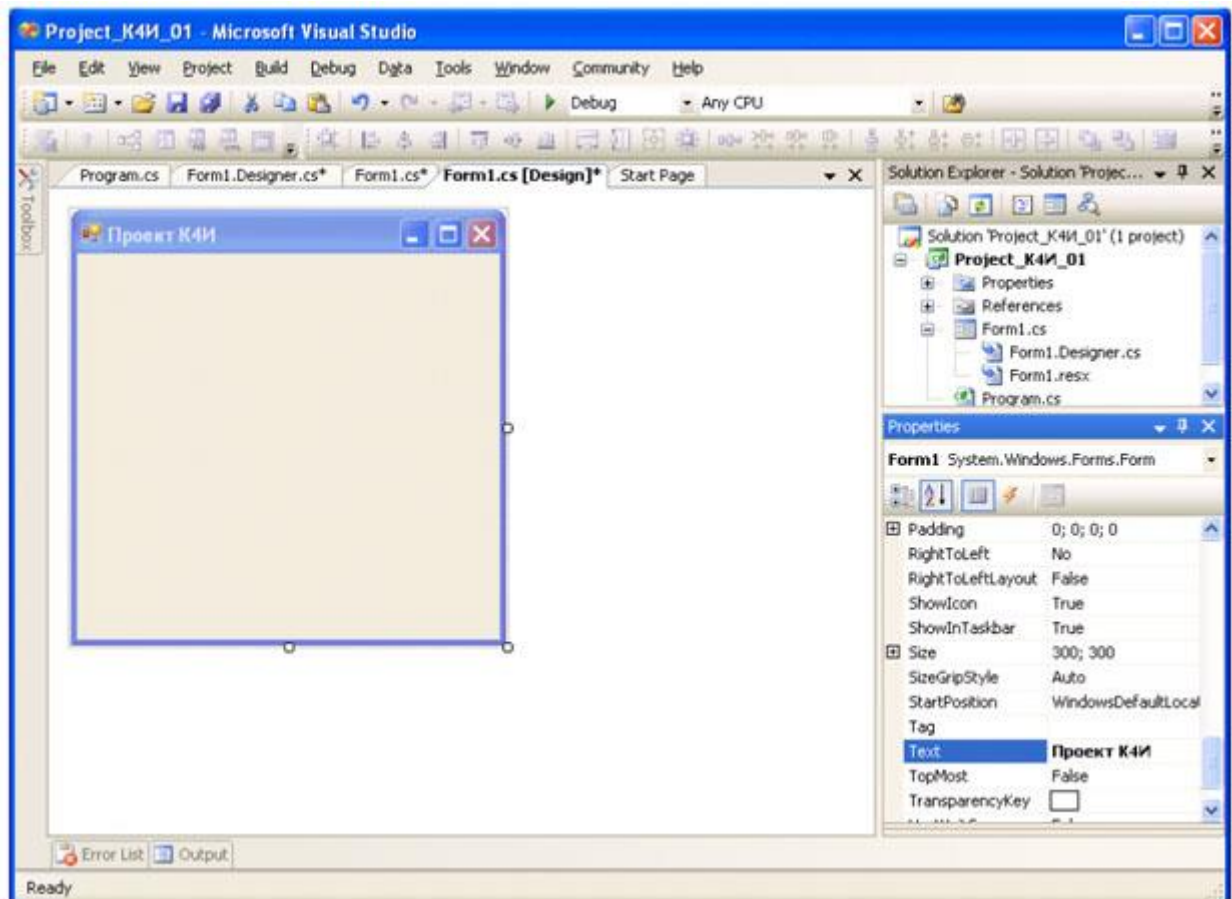 Project_К4И_01 - Microsoft Visual Studio
File Edit View Project Build Debug Data Tools Window Community Help
Debug Any CPU
Toolbox
Program.cs Form1.Designer.cs* Form1.cs* Form1.cs [Design]* Start Page
Проект К4И
Solution Explorer - Solution 'Projec...
Solution 'Project_К4И_01' (1 project)
Project_К4И_01
Properties
References
Form1.cs
Form1.Designer.cs
Form1.resx
Program.cs
Properties
Form1 System.Windows.Forms.Form
Padding 0; 0; 0; 0
RightToLeft No
RightToLeftLayout False
ShowIcon True
ShowInTaskbar True
Size 300; 300
SizeGripStyle Auto
StartPosition WindowsDefaultLocat
Tag
Text Проект К4И
TopMost False
TransparencyKey
Error List Output
Ready